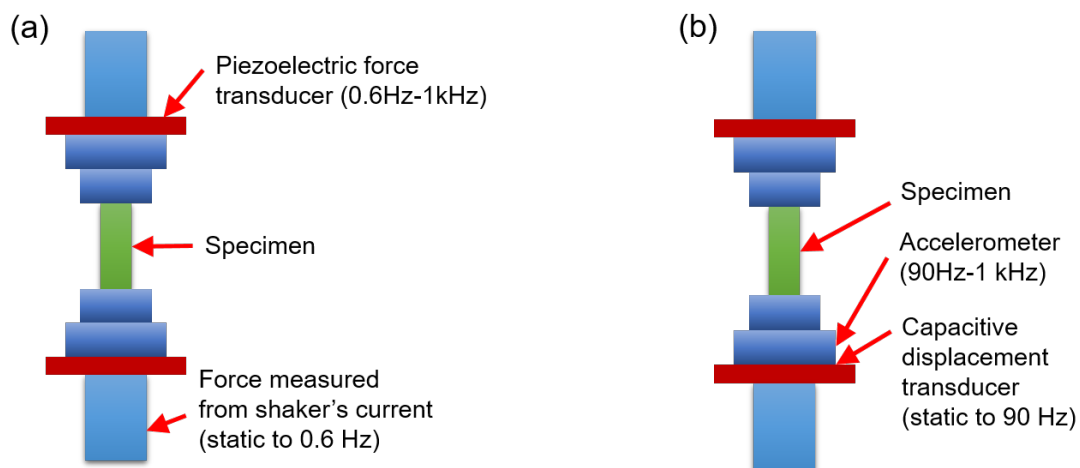 (a)
Piezoelectric force
transducer (0.6Hz-1kHz)
Specimen
Force measured
from shaker's current
(static to 0.6 Hz)
(b)
Specimen
Accelerometer
(90Hz-1 kHz)
Capacitive
displacement
transducer
(static to 90 Hz)